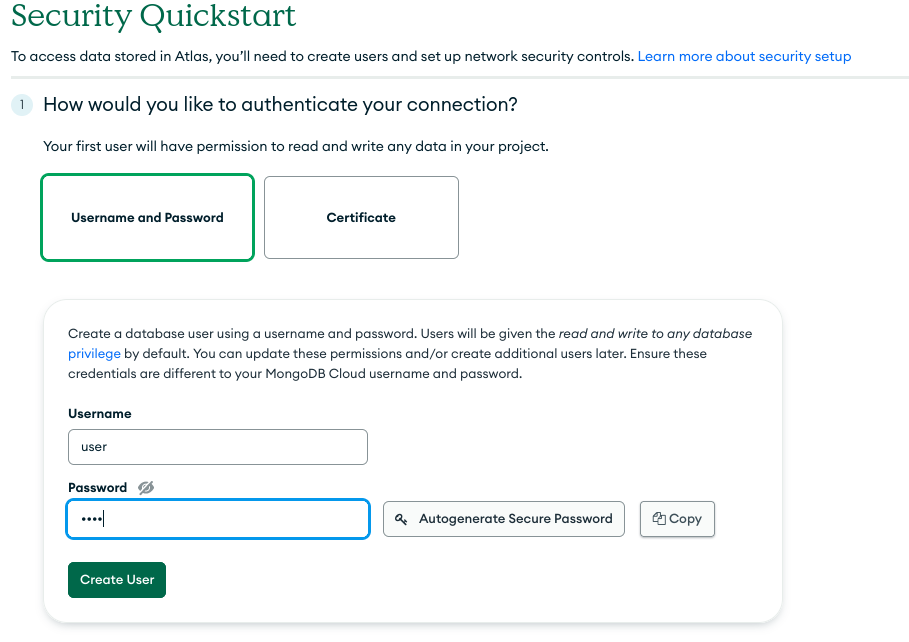 Security Quickstart
To access data stored in Atlas, you’ll need to create users and set up network security controls. Learn more about security setup
1 How would you like to authenticate your connection?
Your first user will have permission to read and write any data in your project.
Username and Password Certificate
Create a database user using a username and password. Users will be given the read and write to any database
privilege by default. You can update these permissions and/or create additional users later. Ensure these
credentials are different to your MongoDB Cloud username and password.
Username
user
Password
•••• Autogenerate Secure Password Copy
Create User